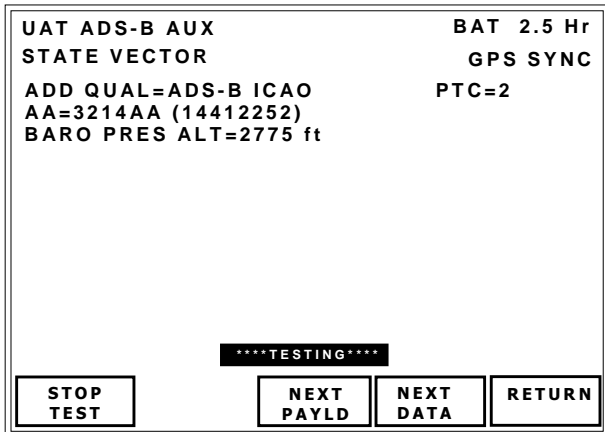 UAT ADS-B AUX BAT 2.5 Hr
STATE VECTOR GPS SYNC
ADD QUAL=ADS-B ICAO PTC=2
AA=3214AA (14412252)
BARO PRES ALT=2775 ft
****TESTING****
STOP TEST
NEXT PAYLD
NEXT DATA
RETURN